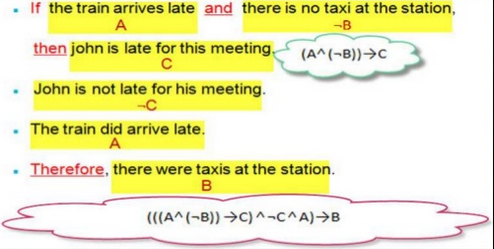 • If the train arrives late and there is no taxi at the station,
A ¬B
then john is late for this meeting. (A^(¬B))→C
C
• John is not late for his meeting.
¬C
• The train did arrive late.
A
• Therefore, there were taxis at the station.
B
(((A^(¬B))→C)^¬C^A)→B